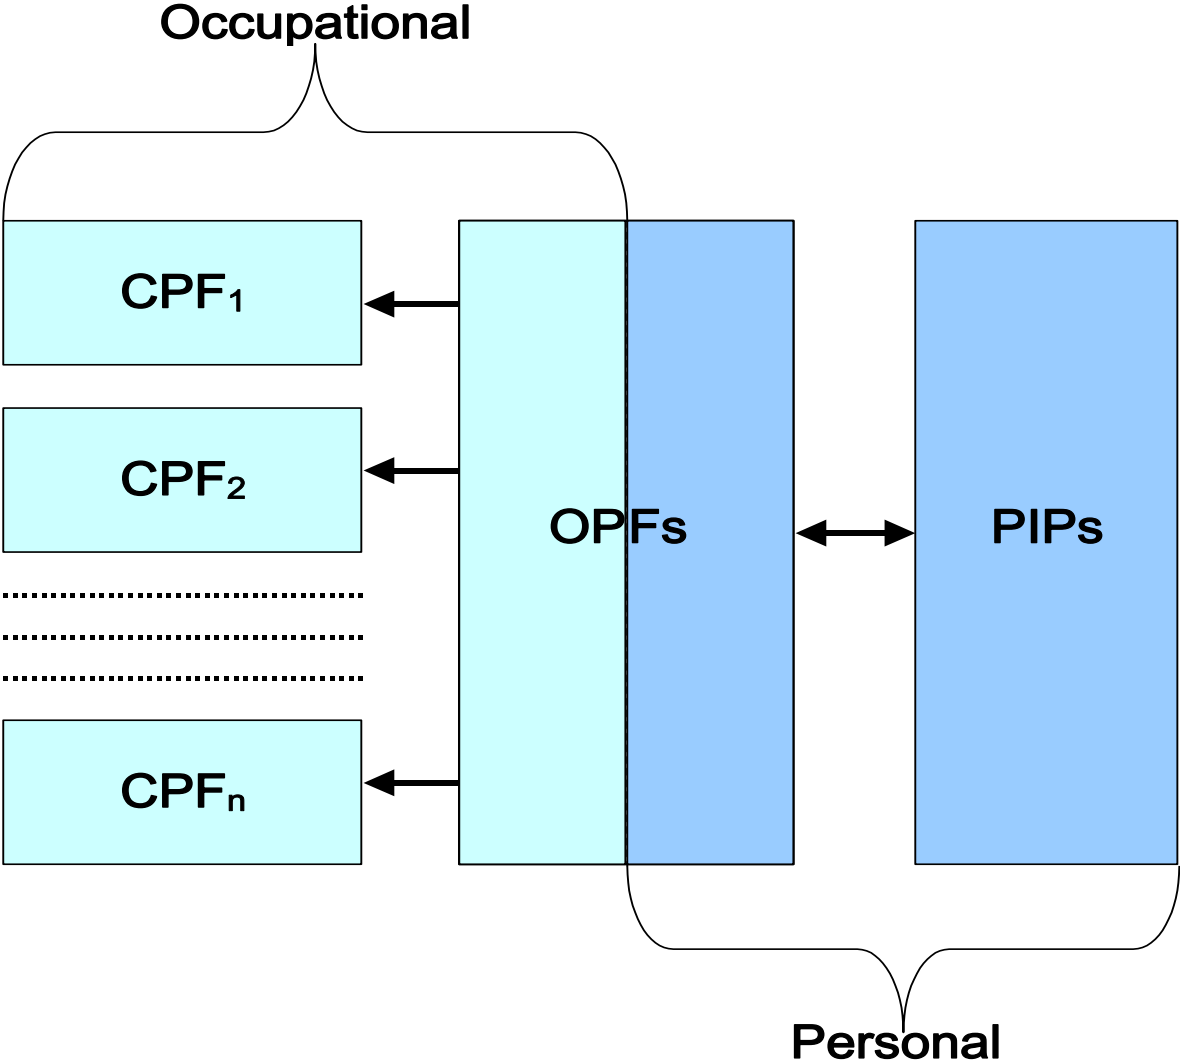 Occupational
CPF₁
CPF₂
OPFs
PIPs
CPFₙ
Personal